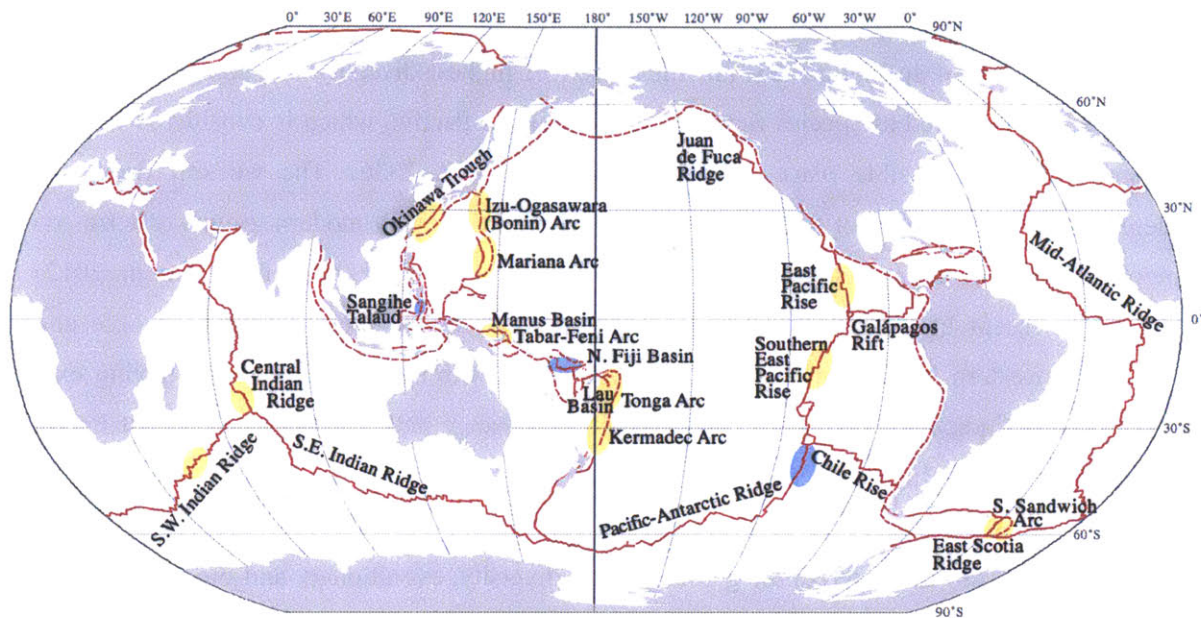 0° 30°E 60°E 90°E 120°E 150°E 180° 150°W 120°W 90°W 60°W 30°W 0°
90°N
60°N
Juan
de Fuca
Ridge
Okinawa Trough
Izu-Ogasawara
(Bonin) Arc
30°N
Mariana Arc
Mid-Atlantic Ridge
East
Pacific
Rise
Sangihe
Talaud
Manus Basin
Tabar-Feni Arc
0°
Galápagos
Rift
N. Fiji Basin
Southern
East
Pacific
Rise
Central
Indian
Ridge
Lau
Basin
Tonga Arc
Kermadec Arc
30°S
S.E. Indian Ridge
S.W. Indian Ridge
Chile Rise
Pacific-Antarctic Ridge
S. Sandwich
Arc
60°S
East Scotia
Ridge
90°S